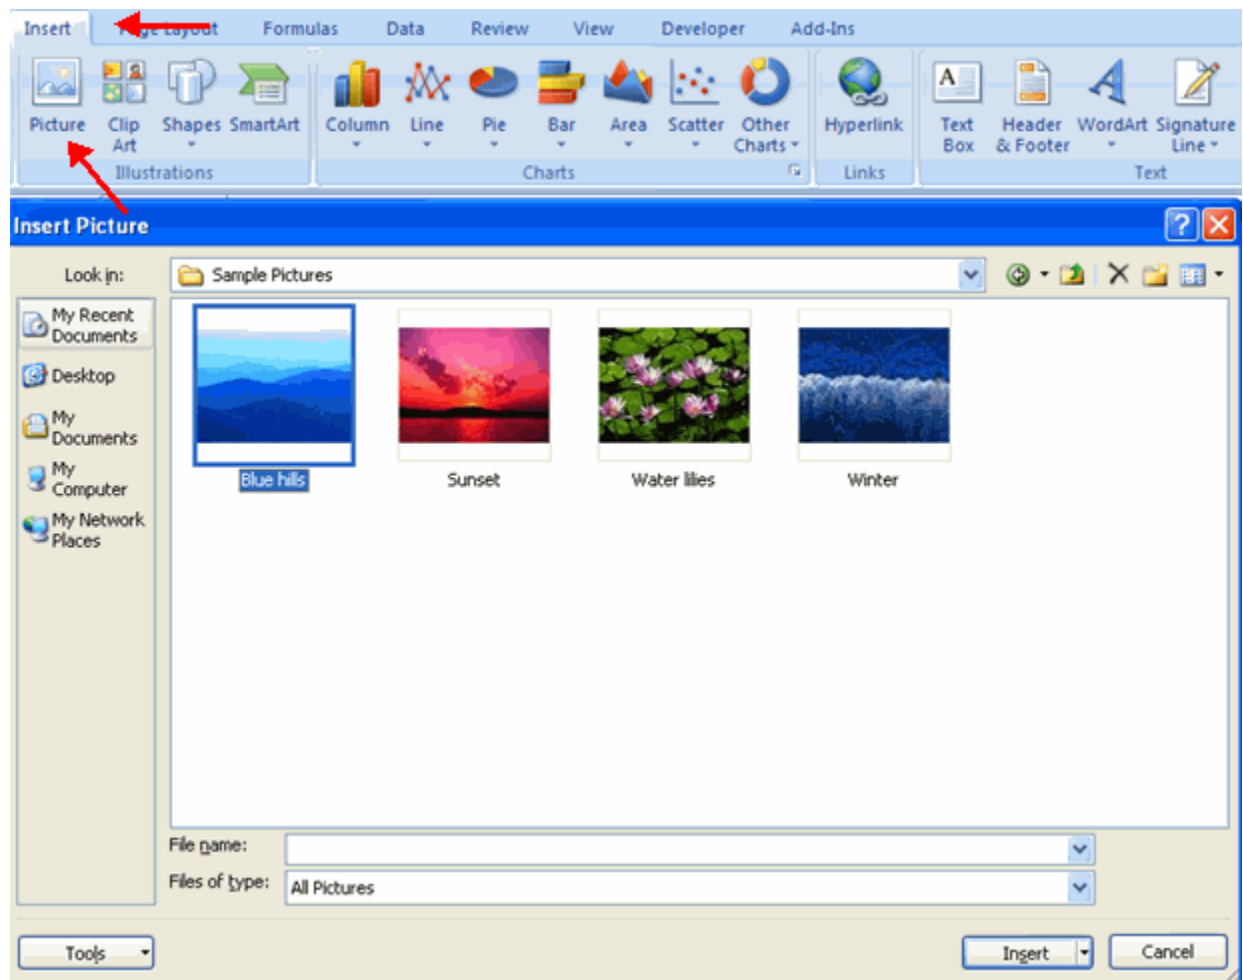 Insert Page Layout Formulas Data Review View Developer Add-Ins
Picture Clip Art Shapes SmartArt Column Line Pie Bar Area Scatter Other Charts Hyperlink A Text Box Header & Footer WordArt Signature Line
Illustrations Charts Links Text
Insert Picture ?
Look in: Sample Pictures
My Recent
Documents
Desktop
My
Documents
My
Computer
My Network
Places
Blue hills Sunset Water lilies Winter
File name:
Files of type: All Pictures
Tools Insert Cancel